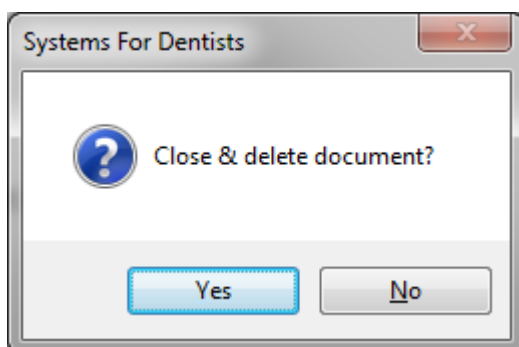 Systems For Dentists
Close & delete document?
Yes
No